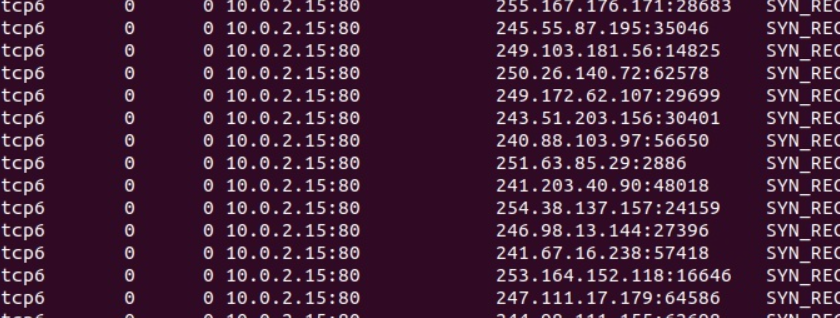 tcp6 0 0 10.0.2.15:80 255.167.176.171:28683 SYN_REC
tcp6 0 0 10.0.2.15:80 245.55.87.195:35046 SYN_REC
tcp6 0 0 10.0.2.15:80 249.103.181.56:14825 SYN_REC
tcp6 0 0 10.0.2.15:80 250.26.140.72:62578 SYN_REC
tcp6 0 0 10.0.2.15:80 249.172.62.107:29699 SYN_REC
tcp6 0 0 10.0.2.15:80 243.51.203.156:30401 SYN_REC
tcp6 0 0 10.0.2.15:80 240.88.103.97:56650 SYN_REC
tcp6 0 0 10.0.2.15:80 251.63.85.29:2886 SYN_REC
tcp6 0 0 10.0.2.15:80 241.203.40.90:48018 SYN_REC
tcp6 0 0 10.0.2.15:80 254.38.137.157:24159 SYN_REC
tcp6 0 0 10.0.2.15:80 246.98.13.144:27396 SYN_REC
tcp6 0 0 10.0.2.15:80 241.67.16.238:57418 SYN_REC
tcp6 0 0 10.0.2.15:80 253.164.152.118:16646 SYN_REC
tcp6 0 0 10.0.2.15:80 247.111.17.179:64586 SYN_REC